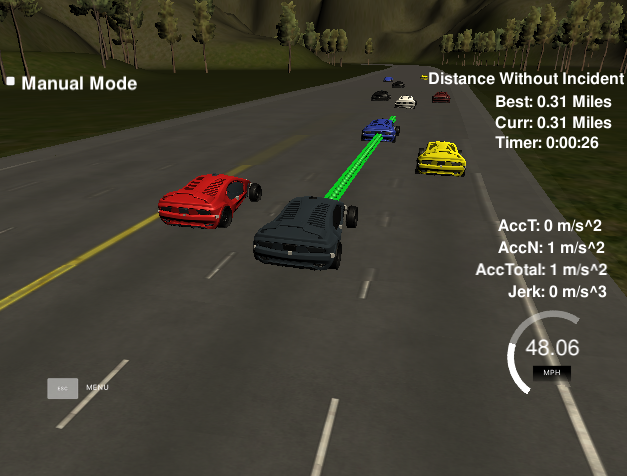 Manual Mode
Distance Without Incident
Best: 0.31 Miles
Curr: 0.31 Miles
Timer: 0:00:26
AccT: 0 m/s^2
AccN: 1 m/s^2
AccTotal: 1 m/s^2
Jerk: 0 m/s^3
48.06
MPH
ESC
MENU